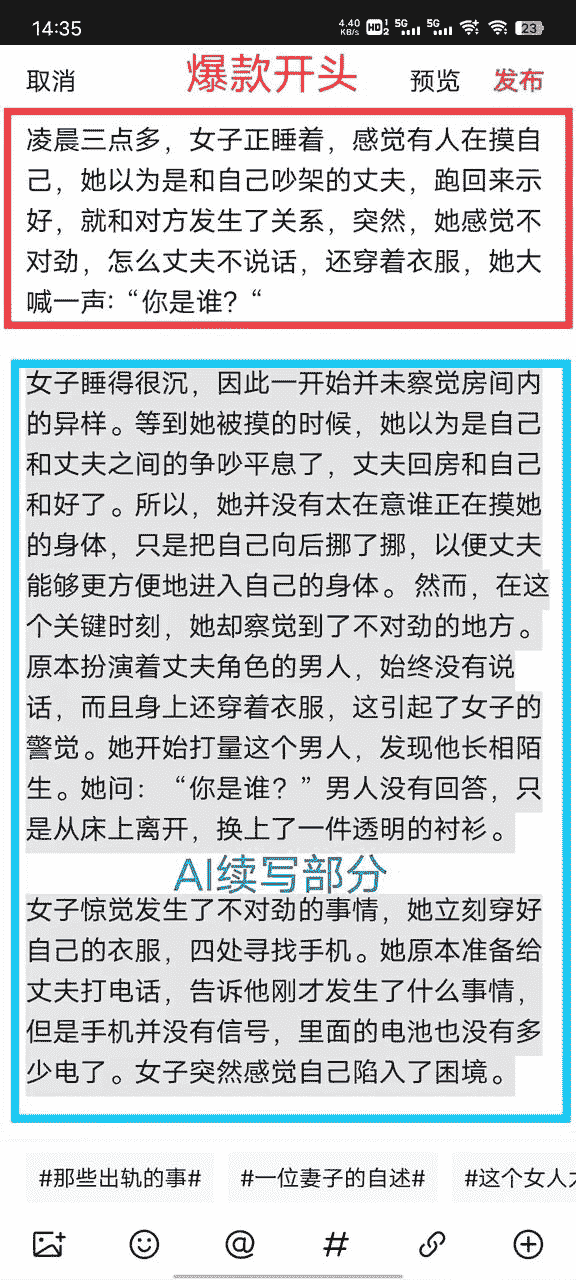 14:35
4.40 KB/s HD 1 2 5G 5G 23
取消
爆款开头
预览
发布
凌晨三点多，女子正睡着，感觉有人在摸自
己，她以为是和自己吵架的丈夫，跑回来示
好，就和对方发生了关系，突然，她感觉不
对劲，怎么丈夫不说话，还穿着衣服，她大
喊一声：“你是谁？“
女子睡得很沉，因此一开始并未察觉房间内
的异样。等到她被摸的时候，她以为是自己
和丈夫之间的争吵平息了，丈夫回房和自己
和好了。所以，她并没有太在意谁正在摸她
的身体，只是把自己向后挪了挪，以便丈夫
能够更方便地进入自己的身体。 然而，在这
个关键时刻，她却察觉到了不对劲的地方。
原本扮演着丈夫角色的男人，始终没有说
话，而且身上还穿着衣服，这引起了女子的
警觉。她开始打量这个男人，发现他长相陌
生。她问：“你是谁？”男人没有回答，只
是从床上离开，换上了一件透明的衬衫。
AI续写部分
女子惊觉发生了不对劲的事情，她立刻穿好
自己的衣服，四处寻找手机。她原本准备给
丈夫打电话，告诉他刚才发生了什么事情，
但是手机并没有信号，里面的电池也没有多
少电了。女子突然感觉自己陷入了困境。
#那些出轨的事#
#一位妻子的自述#
#这个女人